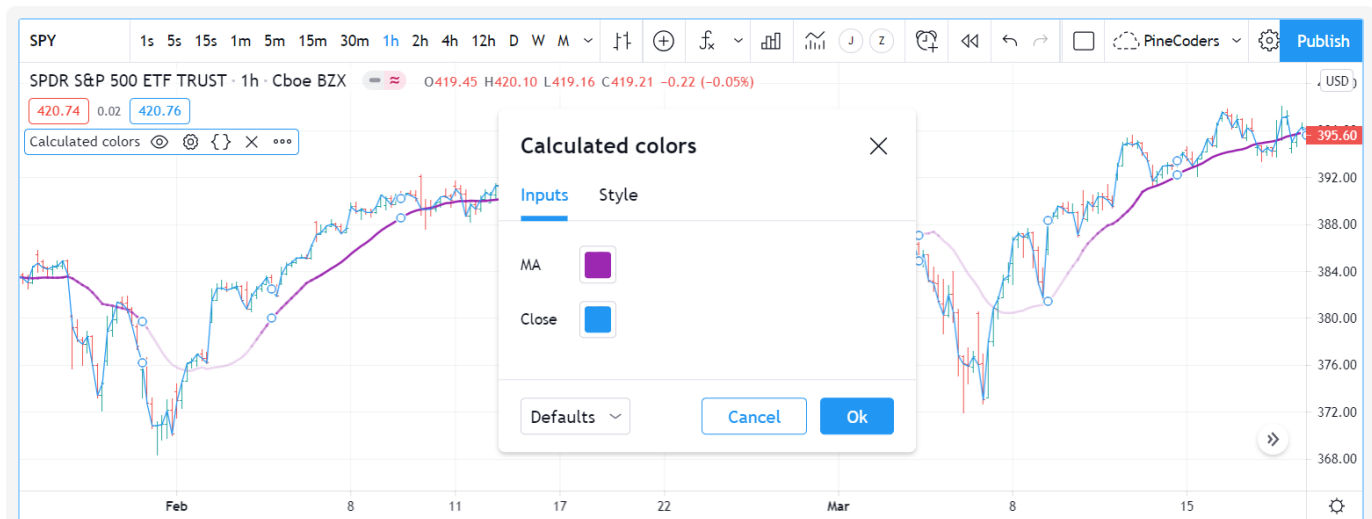 SPY 1s 5s 15s 1m 5m 15m 30m 1h 2h 4h 12h D W M fx J Z PineCoders Publish
SPDR S&P 500 ETF TRUST · 1h · Cboe BZX O419.45 H420.10 L419.16 C419.21 −0.22 (−0.05%) USD
420.74 0.02 420.76
Calculated colors
Calculated colors
Inputs Style
MA
Close
Defaults Cancel Ok
395.60
392.00
388.00
384.00
380.00
376.00
372.00
368.00
Feb 8 11 17 22 Mar 8 15